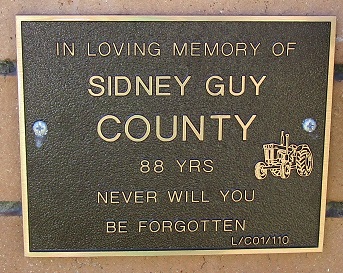 IN LOVING MEMORY OF
SIDNEY GUY
COUNTY
88 YRS
NEVER WILL YOU
BE FORGOTTEN
L/C01/110